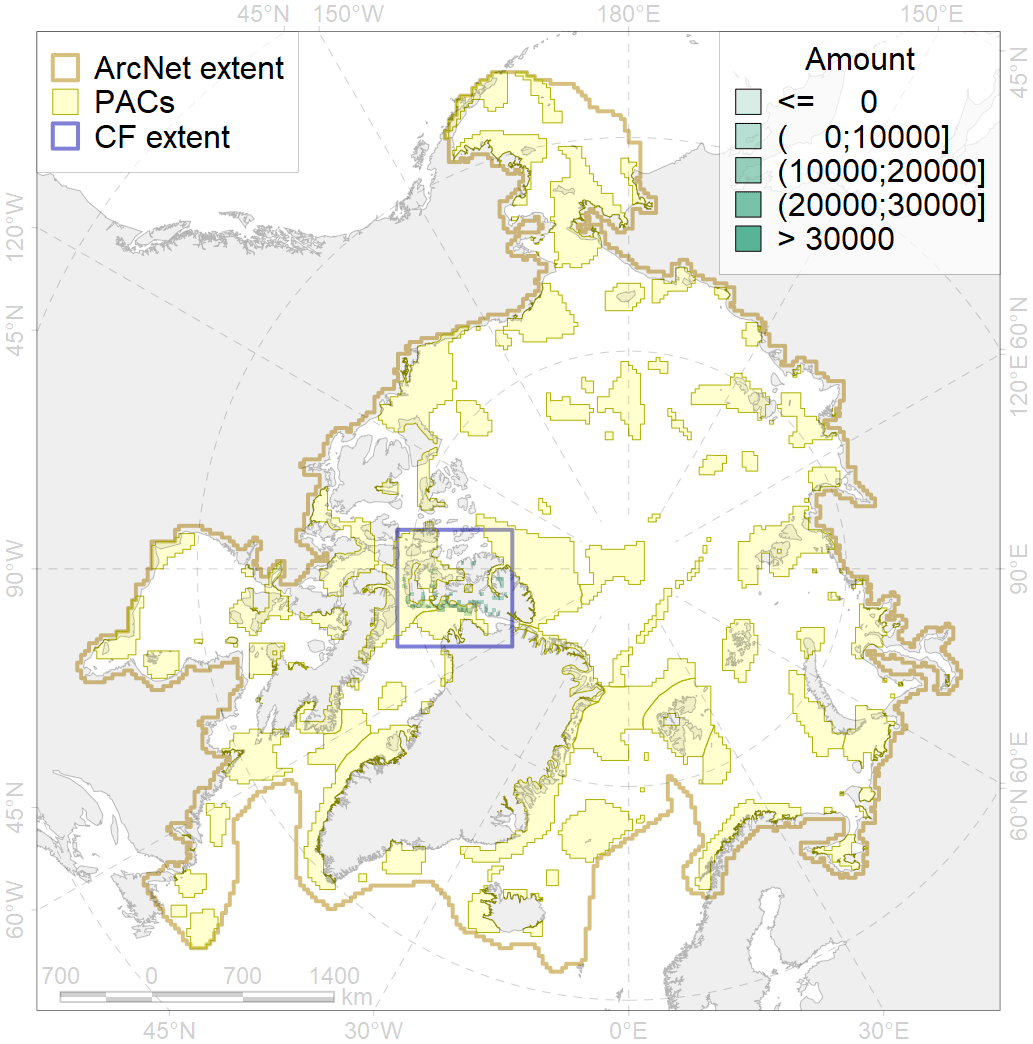 45°N 150°W 180°E 150°E
ArcNet extent
PACs
CF extent
Amount
<= 0
( 0;10000]
(10000;20000]
(20000;30000]
> 30000
45°N
120°W
45°N
60°N
120°E
90°W
90°E
45°N
60°W
60°E
60°N
700 0 700 1400
km
45°N 30°W 0°E 30°E